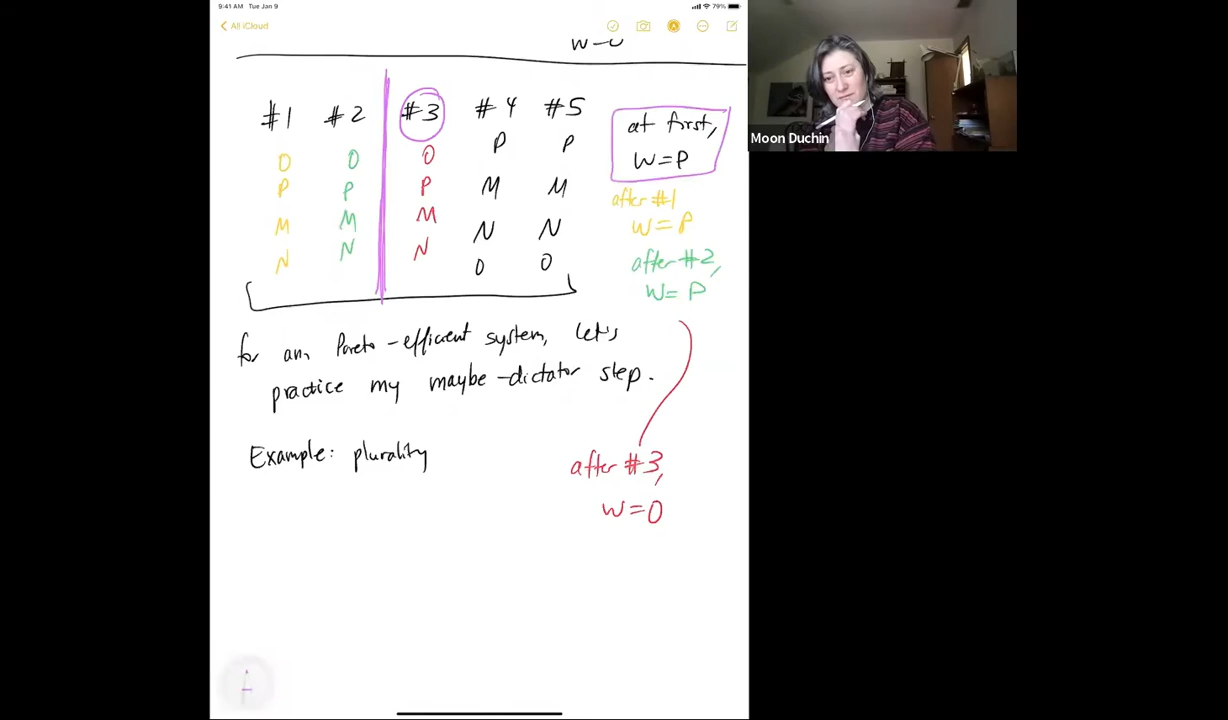 9:41 AM Tue Jan 9
79%
All iCloud
Moon Duchin
#1 #2 #3 #4 #5
O O O P P
P P P M M
M M M N N
N N N O O
at first,
W=P
after #1
W=P
after #2,
W=P
for any Pareto-efficient system, let's
practice my maybe-dictator step.
Example: plurality
after #3,
W=O